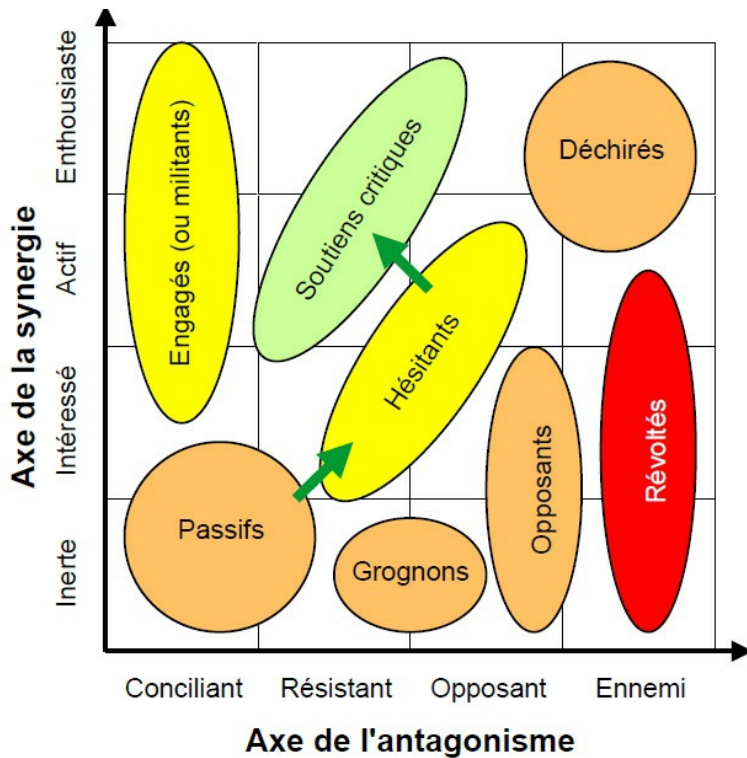 Axe de la synergie
Enthousiaste
Actif
Intéressé
Inerte
Engagés (ou militants)
Soutiens critiques
Déchirés
Hésitants
Opposants
Révoltés
Passifs
Grognons
Conciliant
Résistant
Opposant
Ennemi
Axe de l'antagonisme